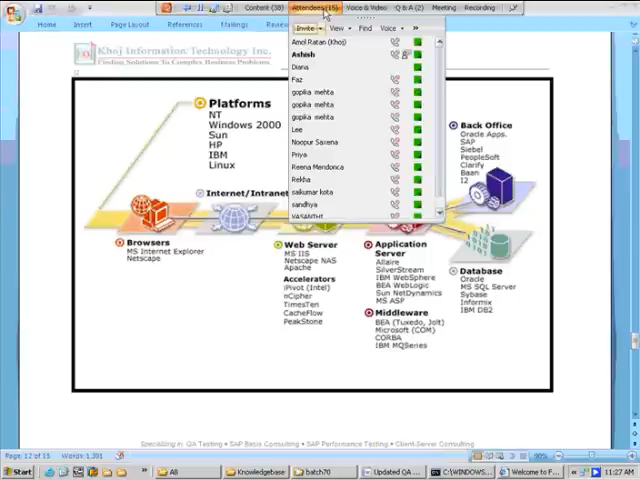 Content (38) Attendees (15) Voice & Video Q & A (2) Meeting Recording
Home Insert Page Layout References Mailings
Invite View Find Voice »
Khoj Information Technology Inc.
Finding Solutions To Complex Business Problems
Amol Ratan (Khoj)
Ashish
Diana
Faz
gopika mehta
gopika mehta
gopika mehta
Lee
Noopur Saxena
Priya
Reena Mendonca
Rekha
saikumar kota
sandhya
VASANTHI
Platforms
NT
Windows 2000
Sun
HP
IBM
Linux
Back Office
Oracle Apps.
SAP
Siebel
PeopleSoft
Clarify
Baan
I2
Internet/Intranet
Browsers
MS Internet Explorer
Netscape
Web Server
MS IIS
Netscape NAS
Apache
Accelerators
iPivot (Intel)
nCipher
TimesTen
CacheFlow
PeakStone
Application
Server
Allaire
SilverStream
IBM WebSphere
BEA WebLogic
Sun NetDynamics
MS ASP
Middleware
BEA (Tuxedo, Jolt)
Microsoft (COM)
CORBA
IBM MQSeries
Database
Oracle
MS SQL Server
Sybase
Informix
IBM DB2
Specializing in: QA Testing • SAP Basis Consulting • SAP Performance Testing • Client-Server Consulting
Page: 12 of 15 Words: 1,301 90%
Start AB Knowledgebase batch70 Updated QA C:\WINDOWS Welcome to F 11:27 AM